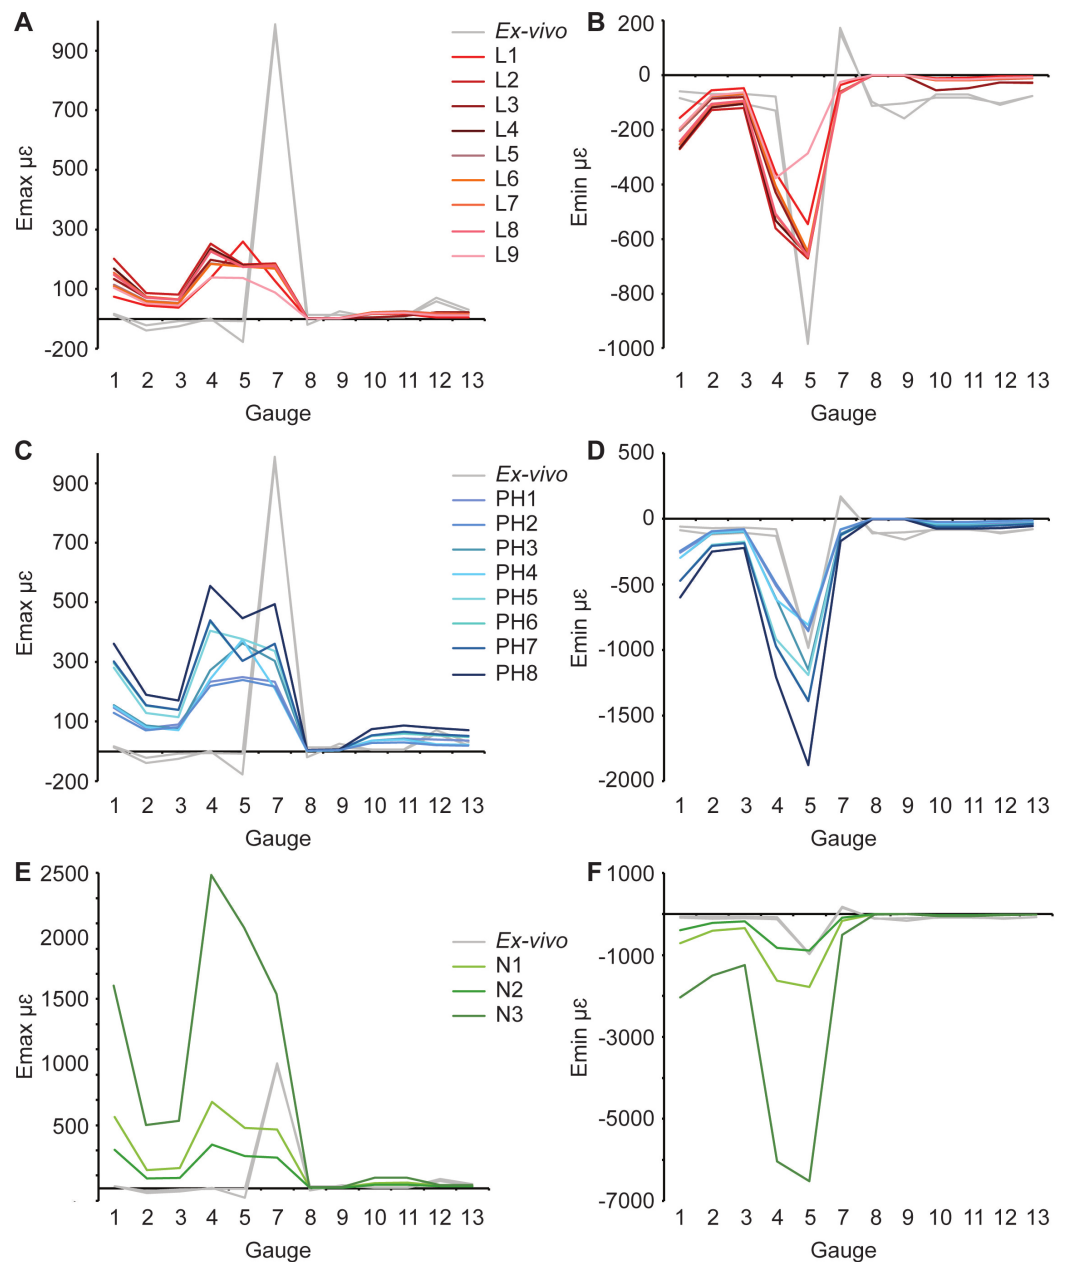 A
Emax µε
900
700
500
300
100
-200
1 2 3 4 5 7 8 9 10 11 12 13
Gauge
Ex-vivo
L1
L2
L3
L4
L5
L6
L7
L8
L9
B
Emin µε
200
0
-200
-400
-600
-800
-1000
1 2 3 4 5 7 8 9 10 11 12 13
Gauge
C
Emax µε
900
700
500
300
100
-200
1 2 3 4 5 7 8 9 10 11 12 13
Gauge
Ex-vivo
PH1
PH2
PH3
PH4
PH5
PH6
PH7
PH8
D
Emin µε
500
0
-500
-1000
-1500
-2000
1 2 3 4 5 7 8 9 10 11 12 13
Gauge
E
Emax µε
2500
2000
1500
1000
500
1 2 3 4 5 7 8 9 10 11 12 13
Gauge
Ex-vivo
N1
N2
N3
F
Emin µε
1000
-1000
-3000
-5000
-7000
1 2 3 4 5 7 8 9 10 11 12 13
Gauge